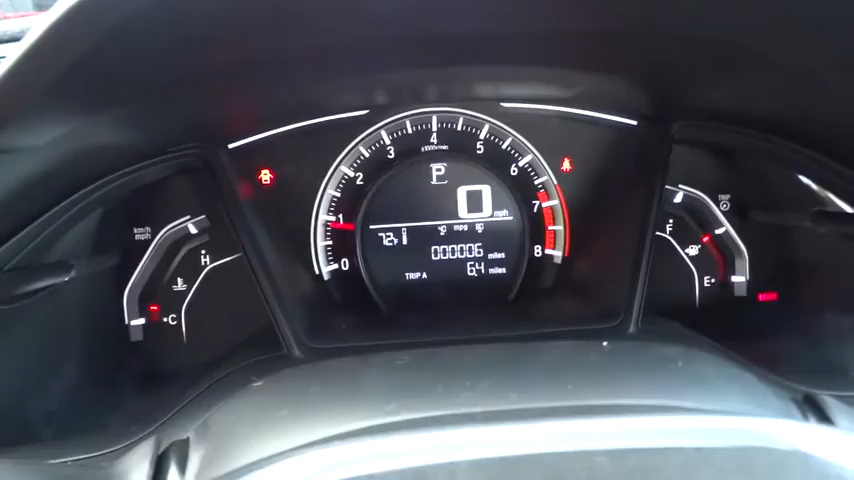 0 1 2 3 4 5 6 7 8
x1000r/min
P
0 mph
40 mpg 80
72°F
000006 miles
TRIP A 6.4 miles
km/h
mph
H
C
TRIP
F
E